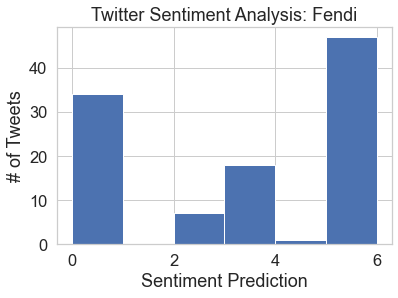 Twitter Sentiment Analysis: Fendi
# of Tweets
40
30
20
10
0
0 2 4 6
Sentiment Prediction